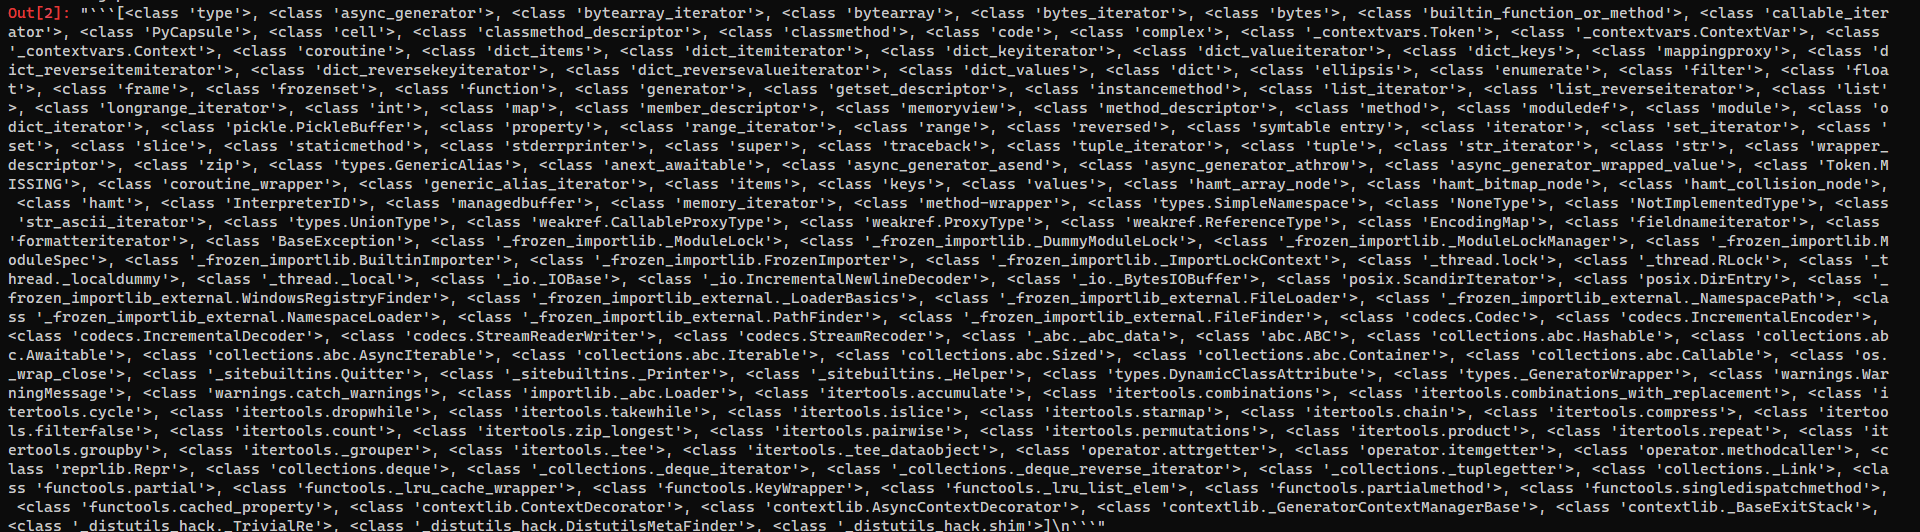 Out[2]: "```[<class 'type'>, <class 'async_generator'>, <class 'bytearray_iterator'>, <class 'bytearray'>, <class 'bytes_iterator'>, <class 'bytes'>, <class 'builtin_function_or_method'>, <class 'callable_iter
ator'>, <class 'PyCapsule'>, <class 'cell'>, <class 'classmethod_descriptor'>, <class 'classmethod'>, <class 'code'>, <class 'complex'>, <class '_contextvars.Token'>, <class '_contextvars.ContextVar'>, <class
'_contextvars.Context'>, <class 'coroutine'>, <class 'dict_items'>, <class 'dict_itemiterator'>, <class 'dict_keyiterator'>, <class 'dict_valueiterator'>, <class 'dict_keys'>, <class 'mappingproxy'>, <class 'd
ict_reverseitemiterator'>, <class 'dict_reversekeyiterator'>, <class 'dict_reversevalueiterator'>, <class 'dict_values'>, <class 'dict'>, <class 'ellipsis'>, <class 'enumerate'>, <class 'filter'>, <class 'floa
t'>, <class 'frame'>, <class 'frozenset'>, <class 'function'>, <class 'generator'>, <class 'getset_descriptor'>, <class 'instancemethod'>, <class 'list_iterator'>, <class 'list_reverseiterator'>, <class 'list'
>, <class 'longrange_iterator'>, <class 'int'>, <class 'map'>, <class 'member_descriptor'>, <class 'memoryview'>, <class 'method_descriptor'>, <class 'method'>, <class 'moduledef'>, <class 'module'>, <class 'o
dict_iterator'>, <class 'pickle.PickleBuffer'>, <class 'property'>, <class 'range_iterator'>, <class 'range'>, <class 'reversed'>, <class 'symtable entry'>, <class 'iterator'>, <class 'set_iterator'>, <class '
set'>, <class 'slice'>, <class 'staticmethod'>, <class 'stderrprinter'>, <class 'super'>, <class 'traceback'>, <class 'tuple_iterator'>, <class 'tuple'>, <class 'str_iterator'>, <class 'str'>, <class 'wrapper_
descriptor'>, <class 'zip'>, <class 'types.GenericAlias'>, <class 'anext_awaitable'>, <class 'async_generator_asend'>, <class 'async_generator_athrow'>, <class 'async_generator_wrapped_value'>, <class 'Token.M
ISSING'>, <class 'coroutine_wrapper'>, <class 'generic_alias_iterator'>, <class 'items'>, <class 'keys'>, <class 'values'>, <class 'hamt_array_node'>, <class 'hamt_bitmap_node'>, <class 'hamt_collision_node'>,
<class 'hamt'>, <class 'InterpreterID'>, <class 'managedbuffer'>, <class 'memory_iterator'>, <class 'method-wrapper'>, <class 'types.SimpleNamespace'>, <class 'NoneType'>, <class 'NotImplementedType'>, <class
'str_ascii_iterator'>, <class 'types.UnionType'>, <class 'weakref.CallableProxyType'>, <class 'weakref.ProxyType'>, <class 'weakref.ReferenceType'>, <class 'EncodingMap'>, <class 'fieldnameiterator'>, <class
'formatteriterator'>, <class 'BaseException'>, <class '_frozen_importlib._ModuleLock'>, <class '_frozen_importlib._DummyModuleLock'>, <class '_frozen_importlib._ModuleLockManager'>, <class '_frozen_importlib.M
oduleSpec'>, <class '_frozen_importlib.BuiltinImporter'>, <class '_frozen_importlib.FrozenImporter'>, <class '_frozen_importlib._ImportLockContext'>, <class '_thread.lock'>, <class '_thread.RLock'>, <class '_t
hread._localdummy'>, <class '_thread._local'>, <class '_io._IOBase'>, <class '_io.IncrementalNewlineDecoder'>, <class '_io._BytesIOBuffer'>, <class 'posix.ScandirIterator'>, <class 'posix.DirEntry'>, <class '_
frozen_importlib_external.WindowsRegistryFinder'>, <class '_frozen_importlib_external._LoaderBasics'>, <class '_frozen_importlib_external.FileLoader'>, <class '_frozen_importlib_external._NamespacePath'>, <cla
ss '_frozen_importlib_external.NamespaceLoader'>, <class '_frozen_importlib_external.PathFinder'>, <class '_frozen_importlib_external.FileFinder'>, <class 'codecs.Codec'>, <class 'codecs.IncrementalEncoder'>,
<class 'codecs.IncrementalDecoder'>, <class 'codecs.StreamReaderWriter'>, <class 'codecs.StreamRecoder'>, <class '_abc._abc_data'>, <class 'abc.ABC'>, <class 'collections.abc.Hashable'>, <class 'collections.ab
c.Awaitable'>, <class 'collections.abc.AsyncIterable'>, <class 'collections.abc.Iterable'>, <class 'collections.abc.Sized'>, <class 'collections.abc.Container'>, <class 'collections.abc.Callable'>, <class 'os.
_wrap_close'>, <class '_sitebuiltins.Quitter'>, <class '_sitebuiltins._Printer'>, <class '_sitebuiltins._Helper'>, <class 'types.DynamicClassAttribute'>, <class 'types._GeneratorWrapper'>, <class 'warnings.War
ningMessage'>, <class 'warnings.catch_warnings'>, <class 'importlib._abc.Loader'>, <class 'itertools.accumulate'>, <class 'itertools.combinations'>, <class 'itertools.combinations_with_replacement'>, <class 'i
tertools.cycle'>, <class 'itertools.dropwhile'>, <class 'itertools.takewhile'>, <class 'itertools.islice'>, <class 'itertools.starmap'>, <class 'itertools.chain'>, <class 'itertools.compress'>, <class 'itertoo
ls.filterfalse'>, <class 'itertools.count'>, <class 'itertools.zip_longest'>, <class 'itertools.pairwise'>, <class 'itertools.permutations'>, <class 'itertools.product'>, <class 'itertools.repeat'>, <class 'it
ertools.groupby'>, <class 'itertools._grouper'>, <class 'itertools._tee'>, <class 'itertools._tee_dataobject'>, <class 'operator.attrgetter'>, <class 'operator.itemgetter'>, <class 'operator.methodcaller'>, <c
lass 'reprlib.Repr'>, <class 'collections.deque'>, <class '_collections._deque_iterator'>, <class '_collections._deque_reverse_iterator'>, <class '_collections._tuplegetter'>, <class 'collections._Link'>, <cla
ss 'functools.partial'>, <class 'functools._lru_cache_wrapper'>, <class 'functools.KeyWrapper'>, <class 'functools._lru_list_elem'>, <class 'functools.partialmethod'>, <class 'functools.singledispatchmethod'>,
<class 'functools.cached_property'>, <class 'contextlib.ContextDecorator'>, <class 'contextlib.AsyncContextDecorator'>, <class 'contextlib._GeneratorContextManagerBase'>, <class 'contextlib._BaseExitStack'>,
<class '_distutils_hack._TrivialRe'>, <class '_distutils_hack.DistutilsMetaFinder'>, <class '_distutils_hack.shim'>]\n```"